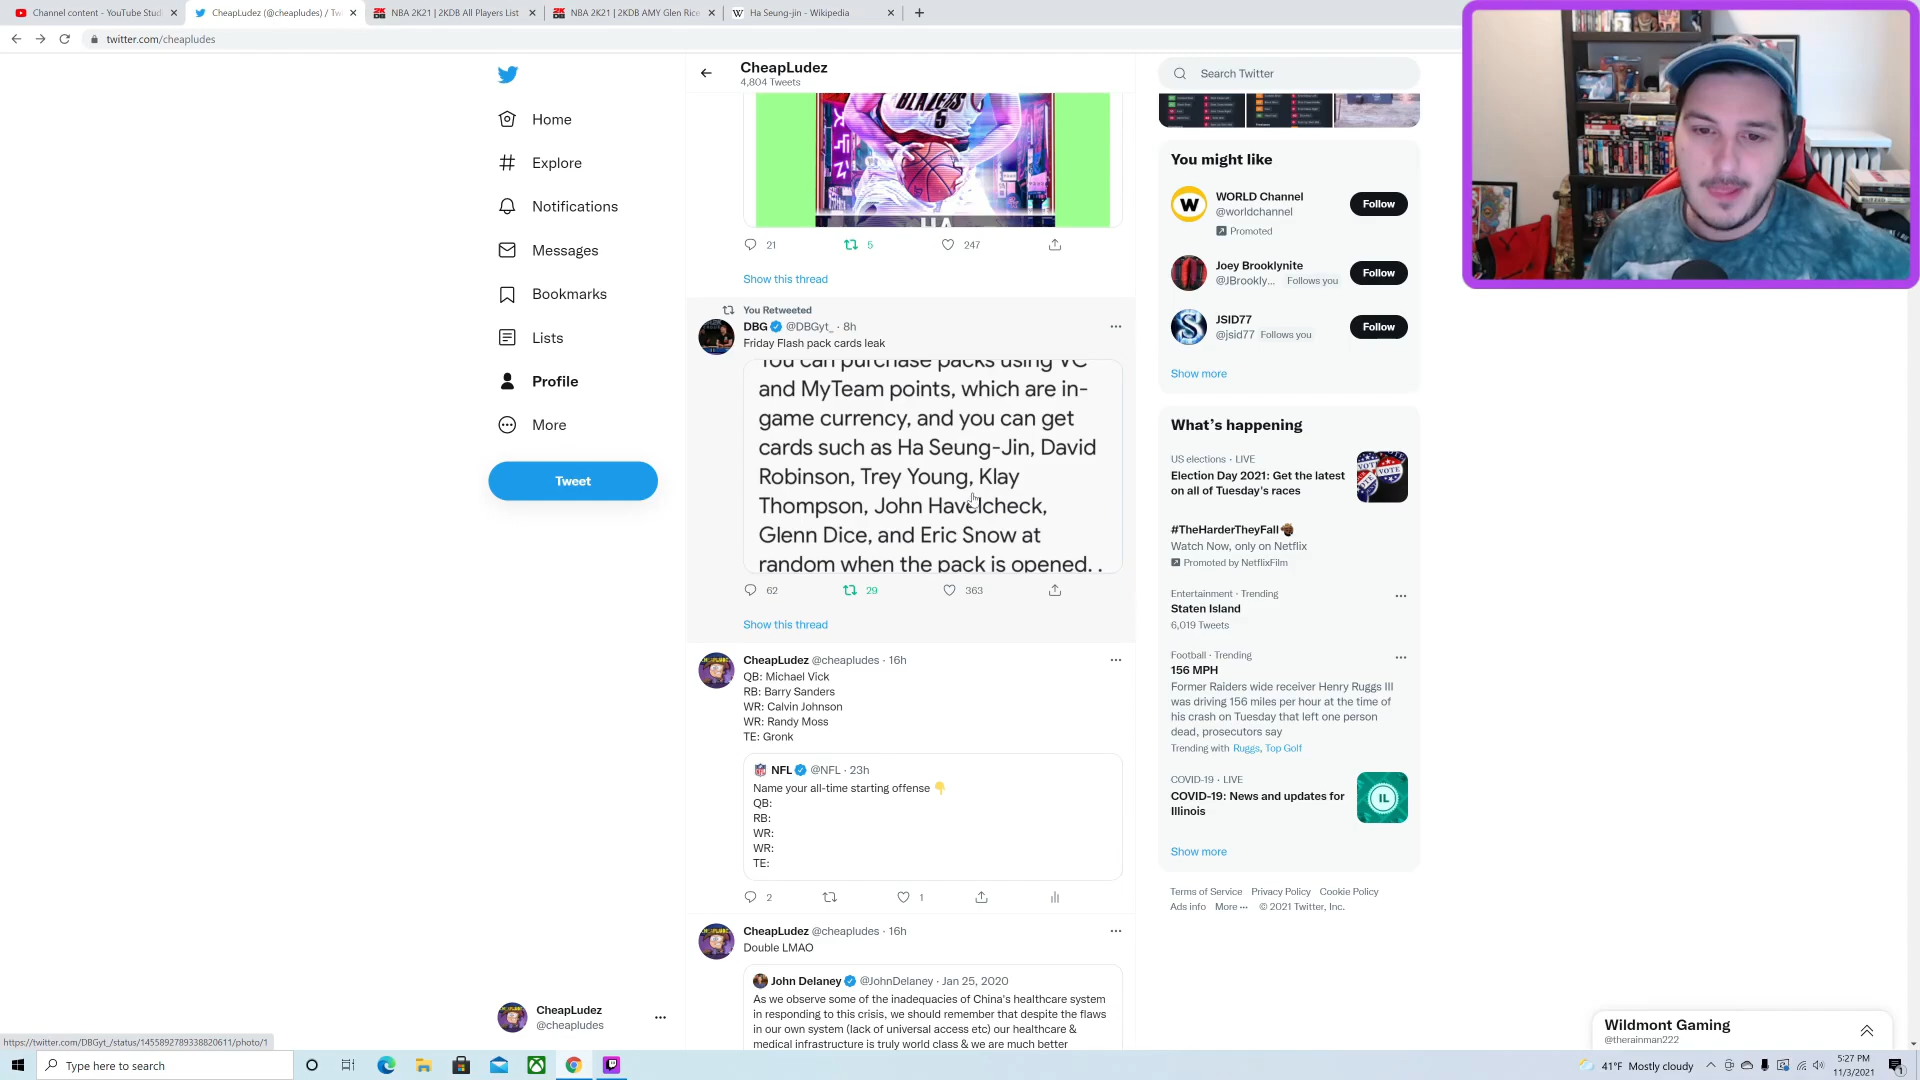 Channel content - YouTube Stud
CheapLudez (@cheapludes) / Twi
NBA 2K21 | 2KDB All Players List
NBA 2K21 | 2KDB AMY Glen Rice
Ha Seung-jin - Wikipedia
twitter.com/cheapludes
Home
Explore
Notifications
Messages
Bookmarks
Lists
Profile
More
Tweet
CheapLudez
@cheapludes
CheapLudez
4,804 Tweets
BLAZERS
5
HA
21
5
247
Show this thread
You Retweeted
DBG @DBGyt_ · 8h
Friday Flash pack cards leak
You can purchase packs using VC
and MyTeam points, which are in-
game currency, and you can get
cards such as Ha Seung-Jin, David
Robinson, Trey Young, Klay
Thompson, John Havelcheck,
Glenn Dice, and Eric Snow at
random when the pack is opened. .
62
29
363
Show this thread
CheapLudez @cheapludes · 16h
QB: Michael Vick
RB: Barry Sanders
WR: Calvin Johnson
WR: Randy Moss
TE: Gronk
NFL @NFL · 23h
Name your all-time starting offense 👇
QB:
RB:
WR:
WR:
TE:
2
1
CheapLudez @cheapludes · 16h
Double LMAO
John Delaney @JohnDelaney · Jan 25, 2020
As we observe some of the inadequacies of China's healthcare system
in responding to this crisis, we should remember that despite the flaws
in our own system (lack of universal access etc) our healthcare &
medical infrastructure is truly world class & we are much better
Search Twitter
You might like
WORLD Channel
@worldchannel
Promoted
Follow
Joey Brooklynite
@JBrookly... Follows you
Follow
JSID77
@jsid77 Follows you
Follow
Show more
What's happening
US elections · LIVE
Election Day 2021: Get the latest
on all of Tuesday's races
#TheHarderTheyFall
Watch Now, only on Netflix
Promoted by NetflixFilm
Entertainment · Trending
Staten Island
6,019 Tweets
Football · Trending
156 MPH
Former Raiders wide receiver Henry Ruggs III
was driving 156 miles per hour at the time of
his crash on Tuesday that left one person
dead, prosecutors say
Trending with Ruggs, Top Golf
COVID-19 · LIVE
COVID-19: News and updates for
Illinois
Show more
Terms of Service Privacy Policy Cookie Policy
Ads info More ··· © 2021 Twitter, Inc.
Wildmont Gaming
@therainman222
https://twitter.com/DBGyt_/status/1455892789338820611/photo/1
Type here to search
41°F Mostly cloudy
5:27 PM
11/3/2021